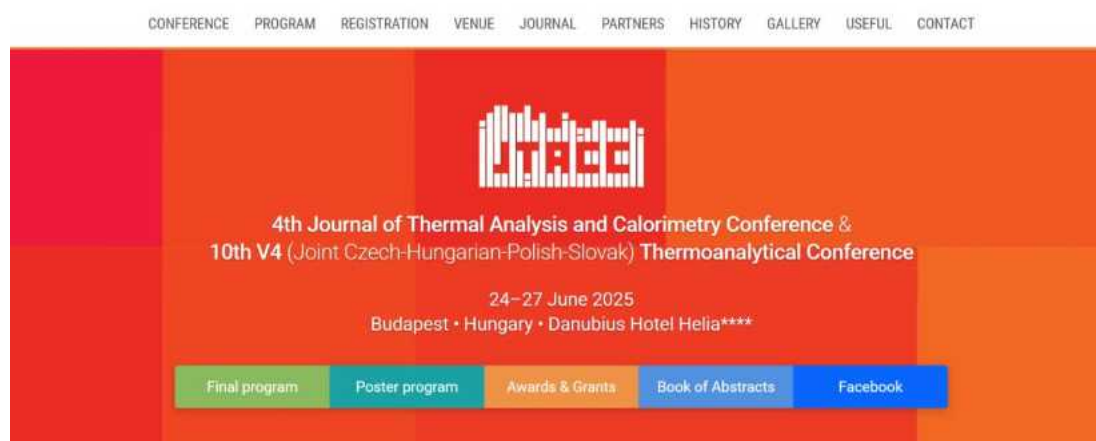 CONFERENCE PROGRAM REGISTRATION VENUE JOURNAL PARTNERS HISTORY GALLERY USEFUL CONTACT
JTACC
4th Journal of Thermal Analysis and Calorimetry Conference &
10th V4 (Joint Czech-Hungarian-Polish-Slovak) Thermoanalytical Conference
24–27 June 2025
Budapest • Hungary • Danubius Hotel Helia****
Final program Poster program Awards & Grants Book of Abstracts Facebook